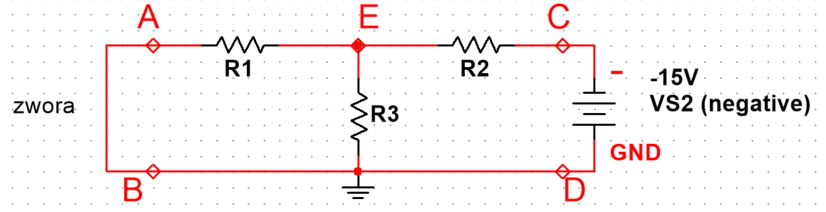 A
E
C
R1
R2
-
-15V
VS2 (negative)
zwora
R3
GND
B
D